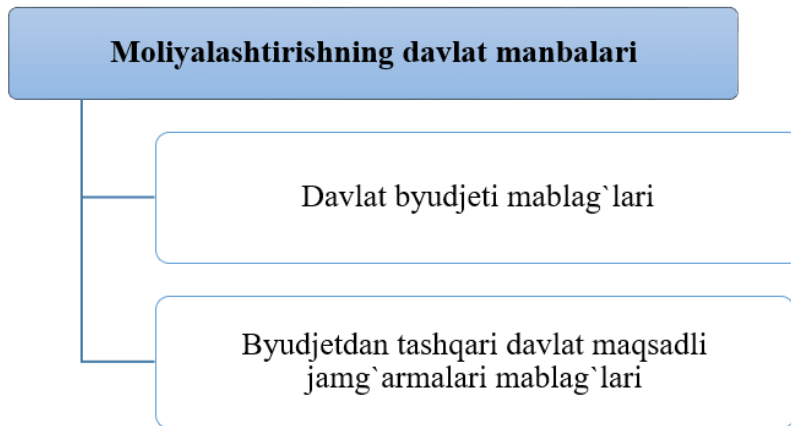 Moliyalashtirishning davlat manbalari
Davlat byudjeti mablag`lari
Byudjetdan tashqari davlat maqsadli
jamg`armalari mablag`lari